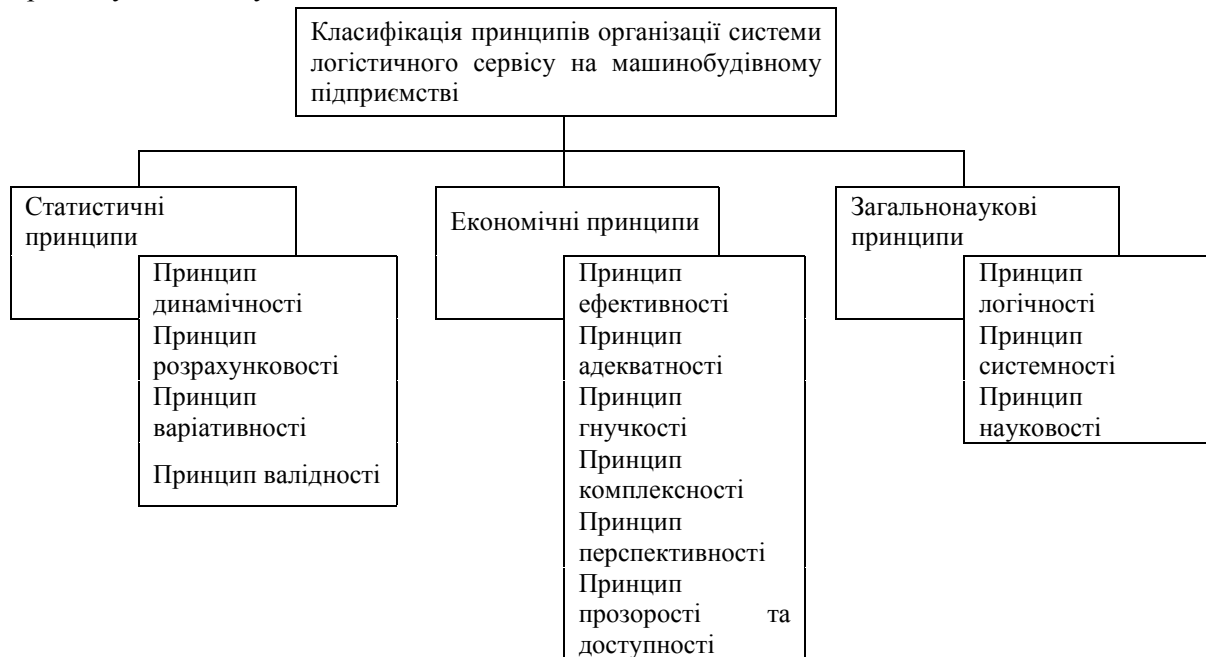 Класифікація принципів організації системи
логістичного сервісу на машинобудівному
підприємстві
Статистичні
принципи
Принцип
динамічності
Принцип
розрахунковості
Принцип
варіативності
Принцип валідності
Економічні принципи
Принцип
ефективності
Принцип
адекватності
Принцип
гнучкості
Принцип
комплексності
Принцип
перспективності
Принцип
прозорості та
доступності
Загальнонаукові
принципи
Принцип
логічності
Принцип
системності
Принцип
науковості